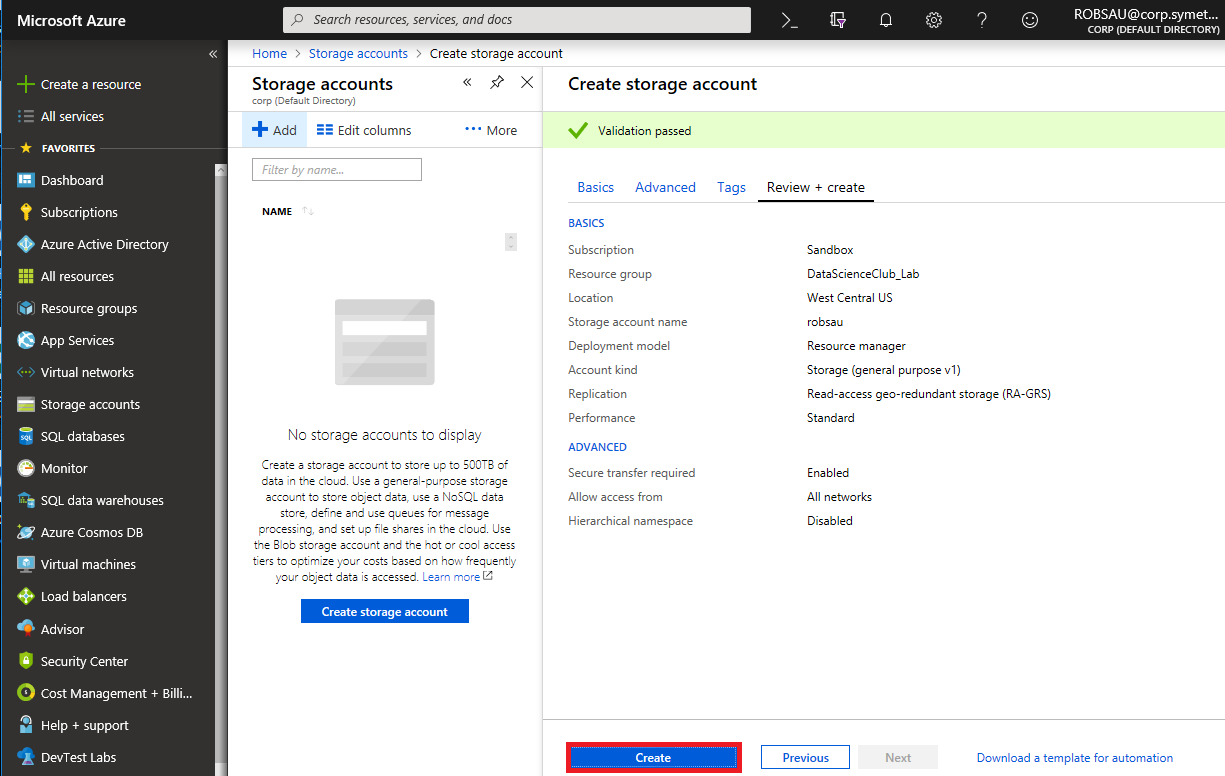 Microsoft Azure
Search resources, services, and docs
ROBSAU@corp.symet...
CORP (DEFAULT DIRECTORY)
Create a resource
All services
FAVORITES
Dashboard
Subscriptions
Azure Active Directory
All resources
Resource groups
App Services
Virtual networks
Storage accounts
SQL databases
Monitor
SQL data warehouses
Azure Cosmos DB
Virtual machines
Load balancers
Advisor
Security Center
Cost Management + Billi...
Help + support
DevTest Labs
Home > Storage accounts > Create storage account
Storage accounts
corp (Default Directory)
Add Edit columns More
Filter by name...
NAME
No storage accounts to display
Create a storage account to store up to 500TB of
data in the cloud. Use a general-purpose storage
account to store object data, use a NoSQL data
store, define and use queues for message
processing, and set up file shares in the cloud. Use
the Blob storage account and the hot or cool access
tiers to optimize your costs based on how frequently
your object data is accessed. Learn more
Create storage account
Create storage account
Validation passed
Basics Advanced Tags Review + create
BASICS
Subscription Sandbox
Resource group DataScienceClub_Lab
Location West Central US
Storage account name robsau
Deployment model Resource manager
Account kind Storage (general purpose v1)
Replication Read-access geo-redundant storage (RA-GRS)
Performance Standard
ADVANCED
Secure transfer required Enabled
Allow access from All networks
Hierarchical namespace Disabled
Create Previous Next Download a template for automation